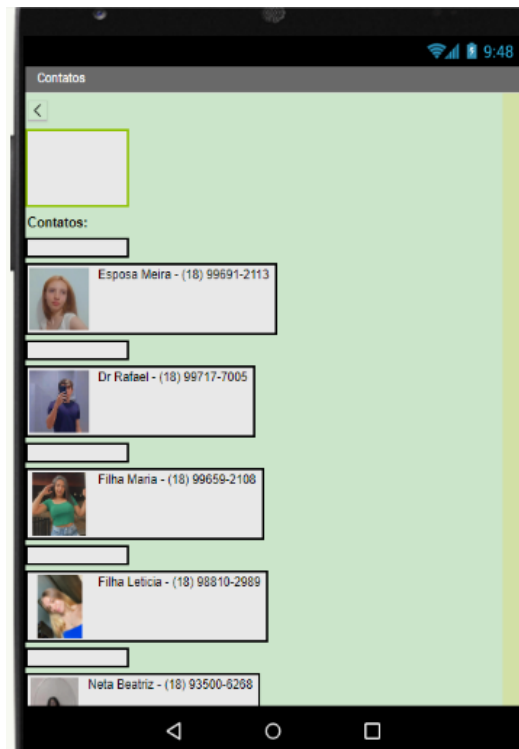 9:48
Contatos
Contatos:
Esposa Meira - (18) 99691-2113
Dr Rafael - (18) 99717-7005
Filha Maria - (18) 99659-2108
Filha Leticia - (18) 98810-2989
Neta Beatriz - (18) 93500-6268